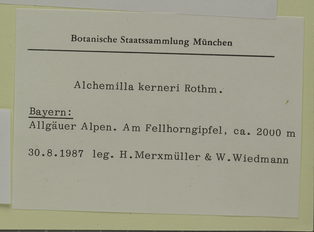 Botanische Staatssammlung München
Alchemilla kerneri Rothm.
Bayern:
Allgäuer Alpen. Am Fellhorngipfel, ca. 2000 m
30.8.1987 leg. H.Merxmüller & W.Wiedmann